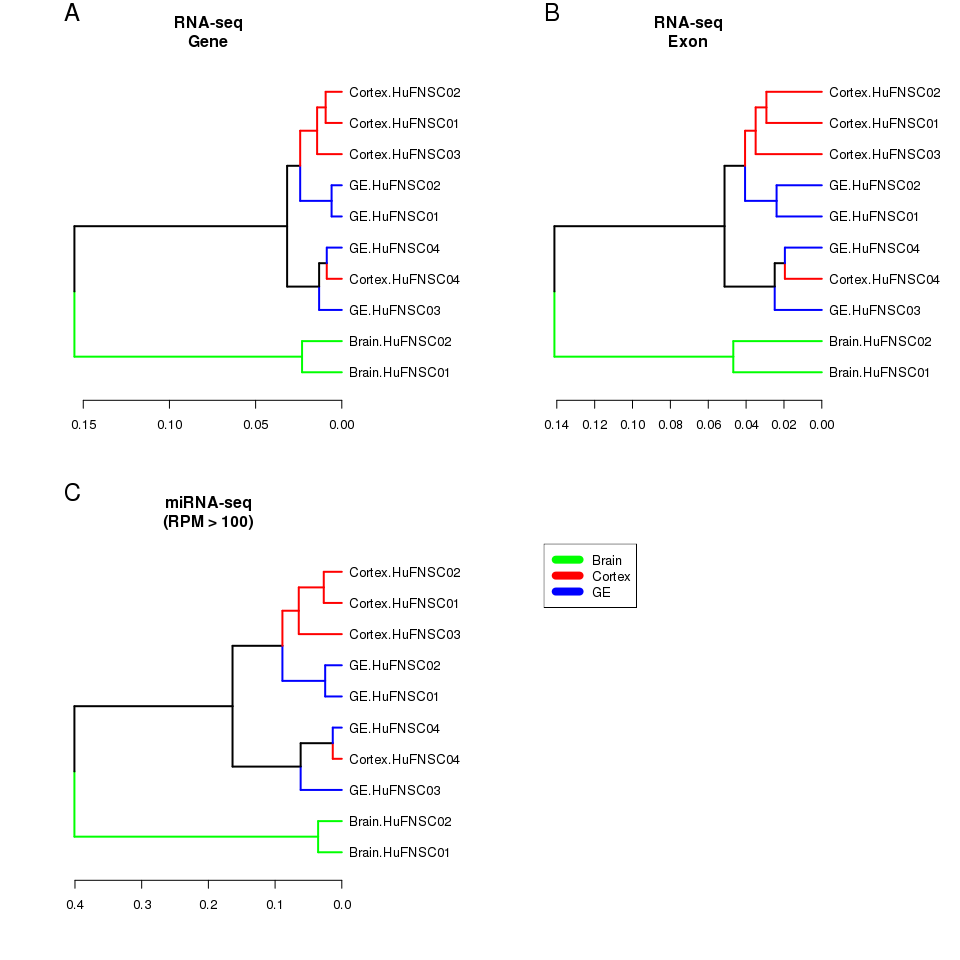 A
RNA-seq
Gene
Cortex.HuFNSC02
Cortex.HuFNSC01
Cortex.HuFNSC03
GE.HuFNSC02
GE.HuFNSC01
GE.HuFNSC04
Cortex.HuFNSC04
GE.HuFNSC03
Brain.HuFNSC02
Brain.HuFNSC01
0.15 0.10 0.05 0.00
B
RNA-seq
Exon
Cortex.HuFNSC02
Cortex.HuFNSC01
Cortex.HuFNSC03
GE.HuFNSC02
GE.HuFNSC01
GE.HuFNSC04
Cortex.HuFNSC04
GE.HuFNSC03
Brain.HuFNSC02
Brain.HuFNSC01
0.14 0.12 0.10 0.08 0.06 0.04 0.02 0.00
C
miRNA-seq
(RPM > 100)
Cortex.HuFNSC02
Cortex.HuFNSC01
Cortex.HuFNSC03
GE.HuFNSC02
GE.HuFNSC01
GE.HuFNSC04
Cortex.HuFNSC04
GE.HuFNSC03
Brain.HuFNSC02
Brain.HuFNSC01
0.4 0.3 0.2 0.1 0.0
Brain
Cortex
GE